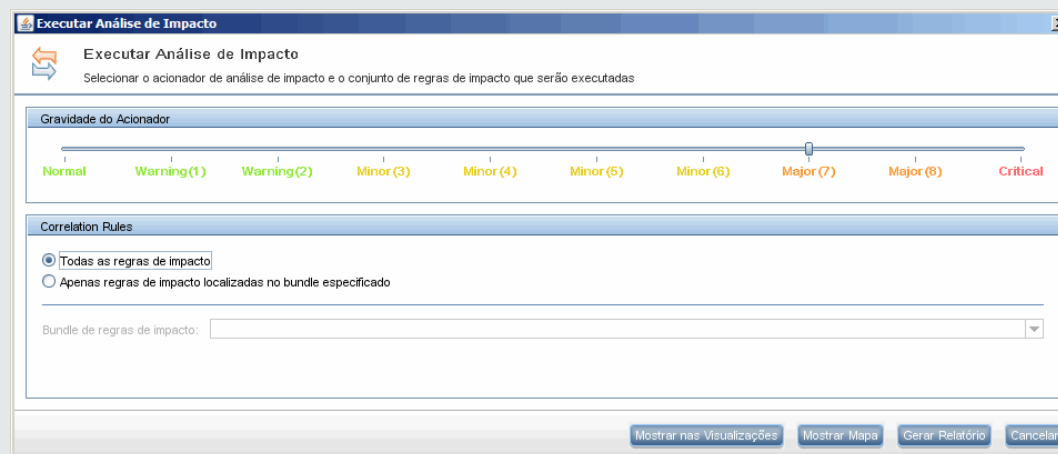 Executar Análise de Impacto
Executar Análise de Impacto
Selecionar o acionador de análise de impacto e o conjunto de regras de impacto que serão executadas
Gravidade do Acionador
Normal Warning(1) Warning(2) Minor(3) Minor(4) Minor(5) Minor(6) Major(7) Major(8) Critical
Correlation Rules
Todas as regras de impacto
Apenas regras de impacto localizadas no bundle especificado
Bundle de regras de impacto:
Mostrar nas Visualizações Mostrar Mapa Gerar Relatório Cancelar